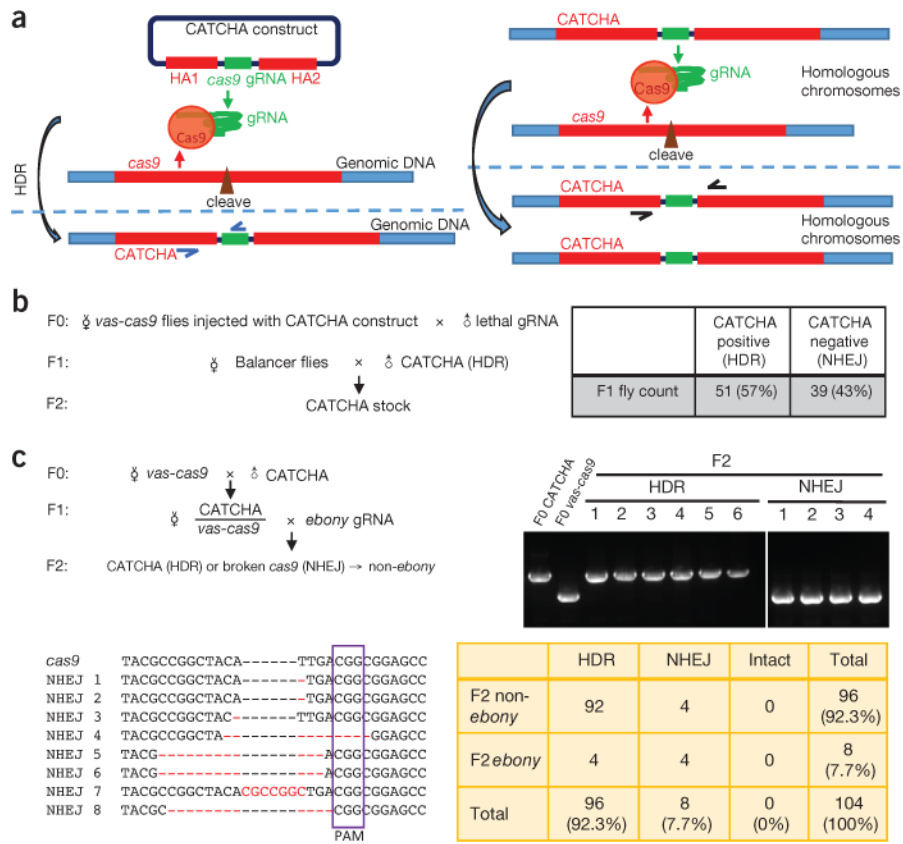 a
CATCHA construct
HA1 cas9 gRNA HA2
gRNA
Cas9
HDR
cas9
Genomic DNA
cleave
Genomic DNA
CATCHA
CATCHA
gRNA
Homologous
chromosomes
Cas9
cas9
cleave
CATCHA
Homologous
chromosomes
CATCHA
b
F0: ☿ vas-cas9 flies injected with CATCHA construct × ♂ lethal gRNA
F1: ☿ Balancer flies × ♂ CATCHA (HDR)
F2: CATCHA stock
CATCHA positive (HDR) CATCHA negative (NHEJ)
F1 fly count 51 (57%) 39 (43%)
c
F0: ☿ vas-cas9 × ♂ CATCHA
F1: ☿ CATCHA/vas-cas9 × ebony gRNA
F2: CATCHA (HDR) or broken cas9 (NHEJ) → non-ebony
F0 CATCHA
F0 vas-cas9
F2
HDR NHEJ
1 2 3 4 5 6 1 2 3 4
cas9 TACGCCGGCTACA------TTGACGGCGGAGCC
NHEJ 1 TACGCCGGCTACA-------TGACGGCGGAGCC
NHEJ 2 TACGCCGGCTACA-------TGACGGCGGAGCC
NHEJ 3 TACGCCGGCTAC-------TTGACGGCGGAGCC
NHEJ 4 TACGCCGGCTA----------------GGAGCC
NHEJ 5 TACG------------------ACGGCGGAGCC
NHEJ 6 TACG------------------ACGGCGGAGCC
NHEJ 7 TACGCCGGCTACACGCCGGCTGACGGCGGAGCC
NHEJ 8 TACGC------------------CGGCGGAGCC
PAM
HDR NHEJ Intact Total
F2 non-ebony 92 4 0 96 (92.3%)
F2 ebony 4 4 0 8 (7.7%)
Total 96 (92.3%) 8 (7.7%) 0 (0%) 104 (100%)